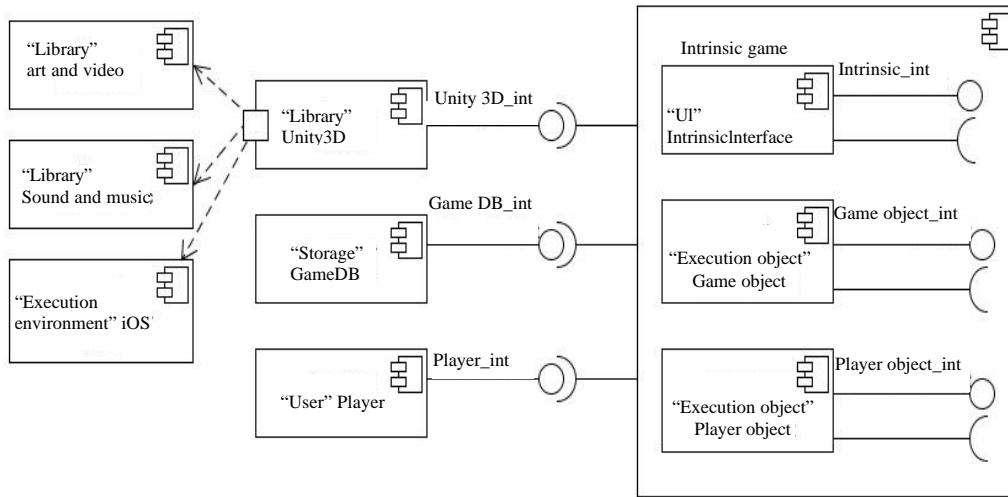 “Library”
art and video
“Library”
Sound and music
“Execution
environment” iOS
“Library”
Unity3D
Unity 3D_int
“Storage”
GameDB
Game DB_int
“User” Player
Player_int
Intrinsic game
“UI”
IntrinsicInterface
Intrinsic_int
“Execution object”
Game object
Game object_int
“Execution object”
Player object
Player object_int